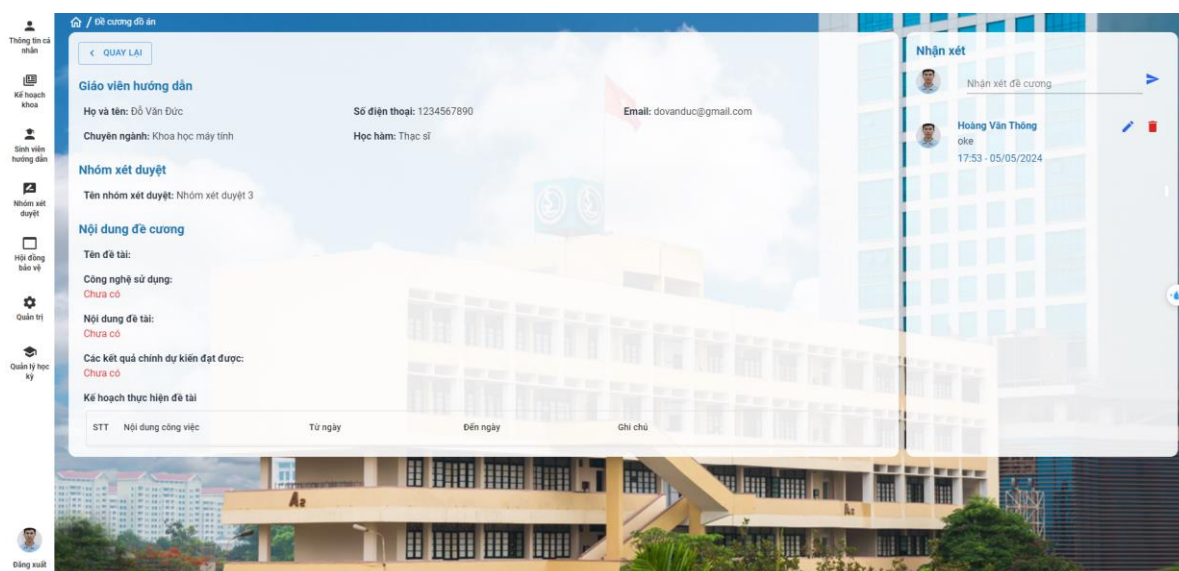 / Đề cương đồ án
Thông tin cá
nhân
Kế hoạch
khoa
Sinh viên
hướng dẫn
Nhóm xét
duyệt
Hội đồng
bảo vệ
Quản trị
Quản lý học
kỳ
Đăng xuất
QUAY LẠI
Giáo viên hướng dẫn
Họ và tên: Đỗ Văn Đức Số điện thoại: 1234567890 Email: dovanduc@gmail.com
Chuyên ngành: Khoa học máy tính Học hàm: Thạc sĩ
Nhóm xét duyệt
Tên nhóm xét duyệt: Nhóm xét duyệt 3
Nội dung đề cương
Tên đề tài:
Công nghệ sử dụng:
Chưa có
Nội dung đề tài:
Chưa có
Các kết quả chính dự kiến đạt được:
Chưa có
Kế hoạch thực hiện đề tài
STT Nội dung công việc Từ ngày Đến ngày Ghi chú
Nhận xét
Nhận xét đề cương
Hoàng Văn Thông
oke
17:53 - 05/05/2024
A2